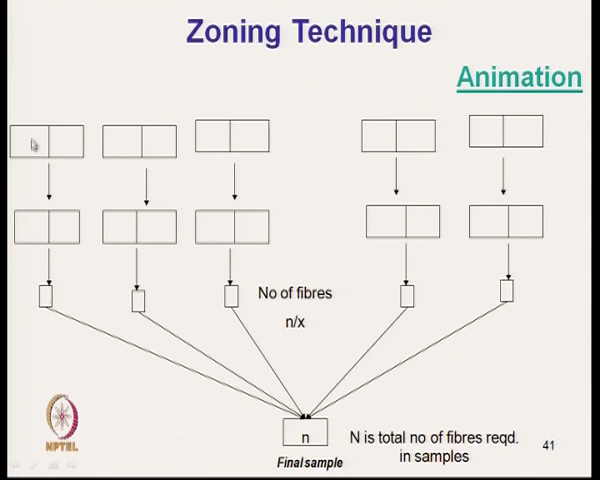 Zoning Technique
Animation
No of fibres
n/x
n
N is total no of fibres reqd.
in samples
Final sample
41
NPTEL